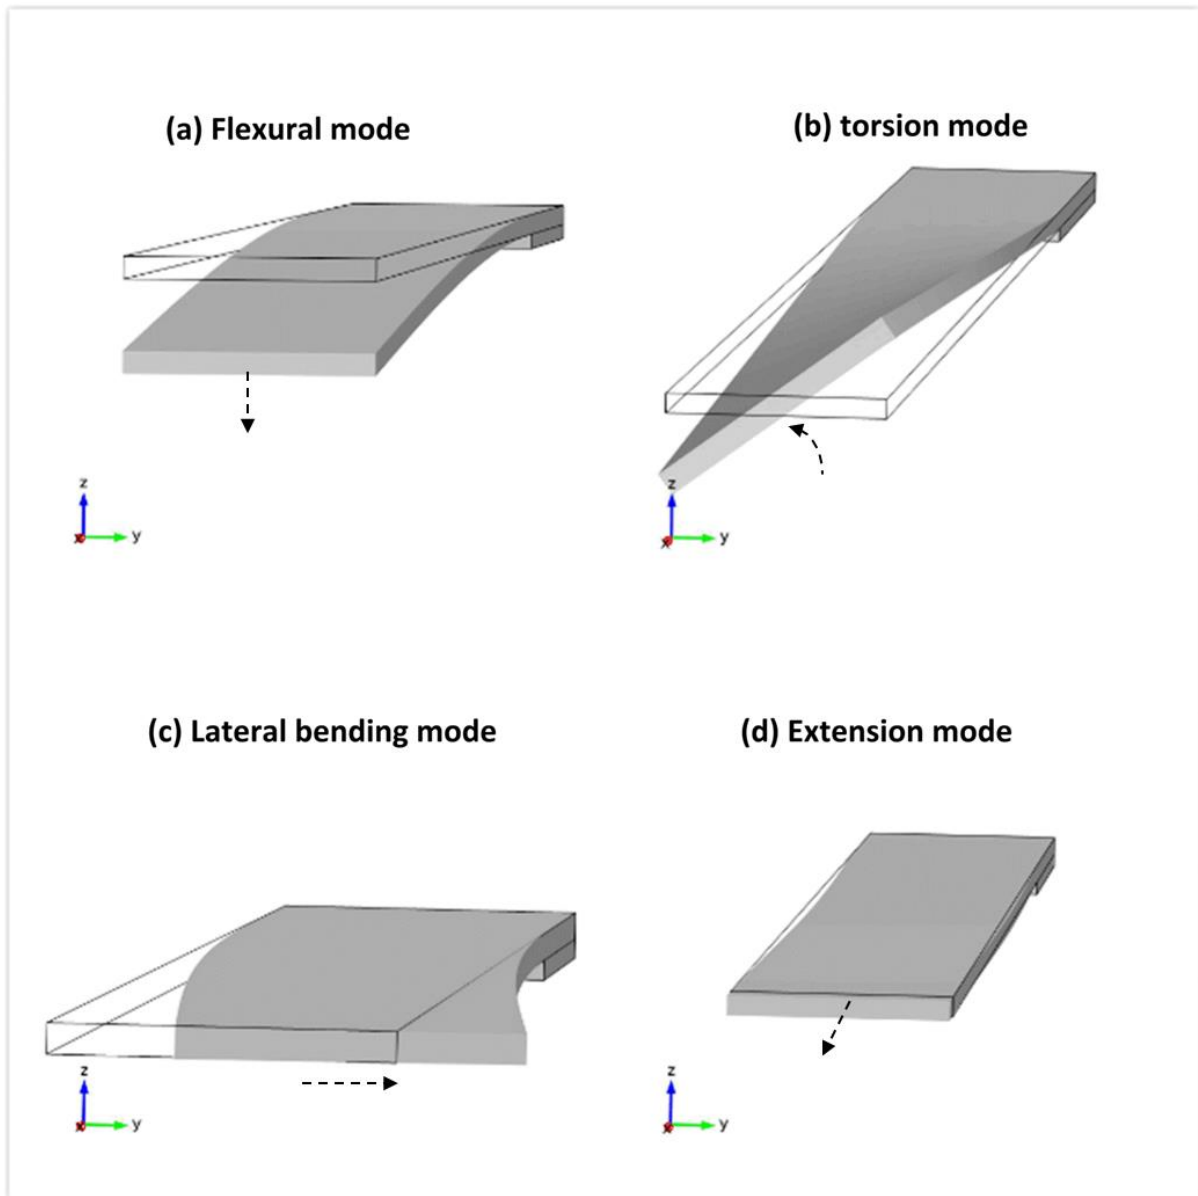 (a) Flexural mode
(b) torsion mode
z
y
x
z
y
x
(c) Lateral bending mode
(d) Extension mode
z
y
x
z
y
x